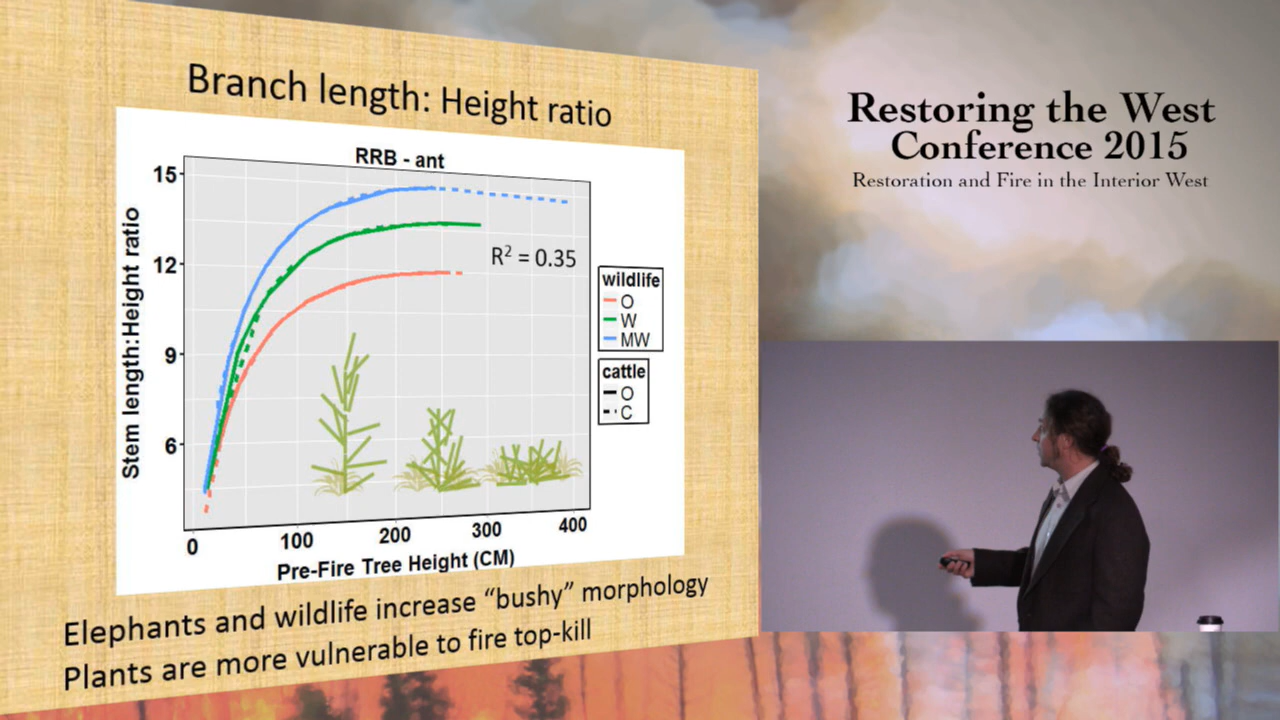 Branch length: Height ratio
RRB - ant
Stem length:Height ratio
15
12
9
6
R² = 0.35
wildlife
O
W
MW
cattle
O
C
0
100
200
300
400
Pre-Fire Tree Height (CM)
Elephants and wildlife increase “bushy” morphology
Plants are more vulnerable to fire top-kill
Restoring the West
Conference 2015
Restoration and Fire in the Interior West